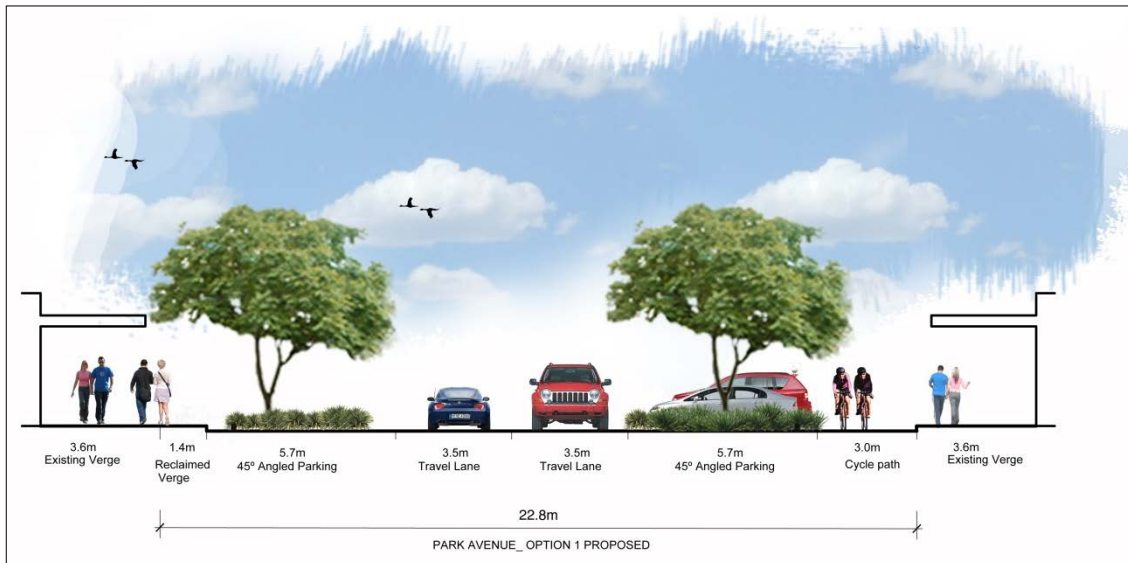 3.6m
Existing Verge
1.4m
Reclaimed
Verge
5.7m
45º Angled Parking
3.5m
Travel Lane
3.5m
Travel Lane
5.7m
45º Angled Parking
3.0m
Cycle path
3.6m
Existing Verge
22.8m
PARK AVENUE_ OPTION 1 PROPOSED